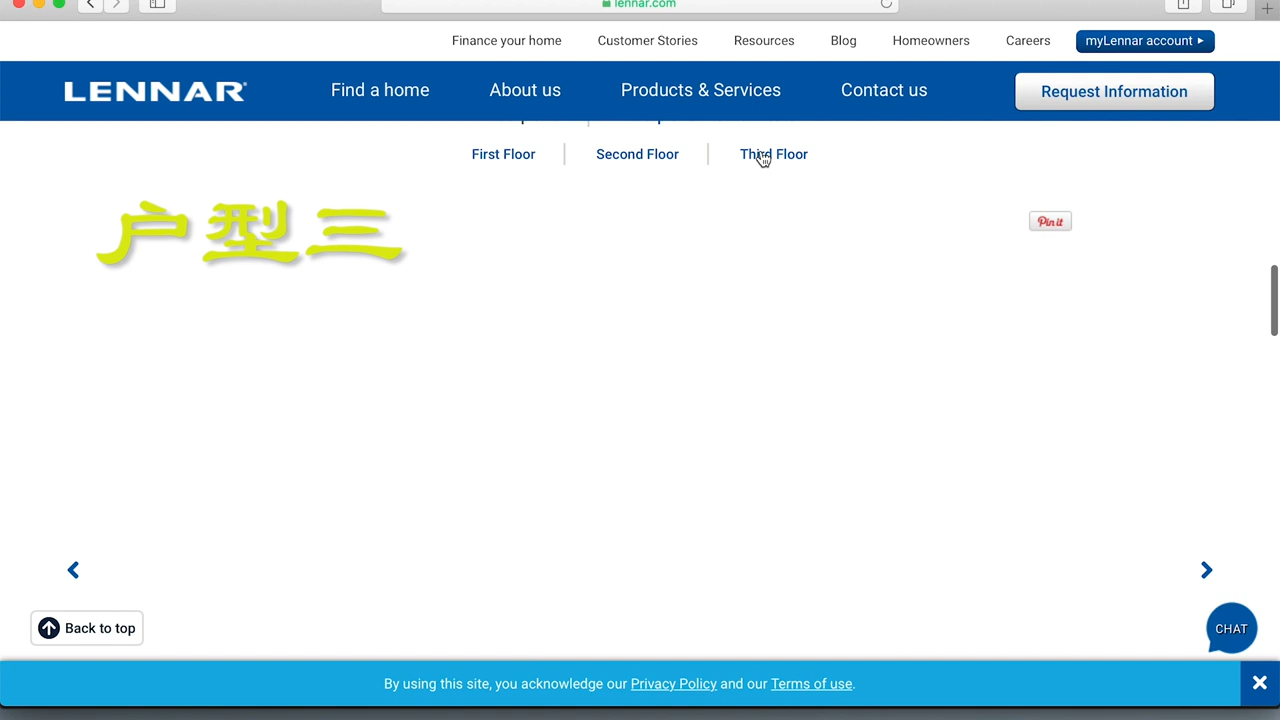 lennar.com
Finance your home Customer Stories Resources Blog Homeowners Careers myLennar account
LENNAR Find a home About us Products & Services Contact us Request Information
First Floor Second Floor Third Floor
户型三
Pin it
Back to top
CHAT
By using this site, you acknowledge our Privacy Policy and our Terms of use.